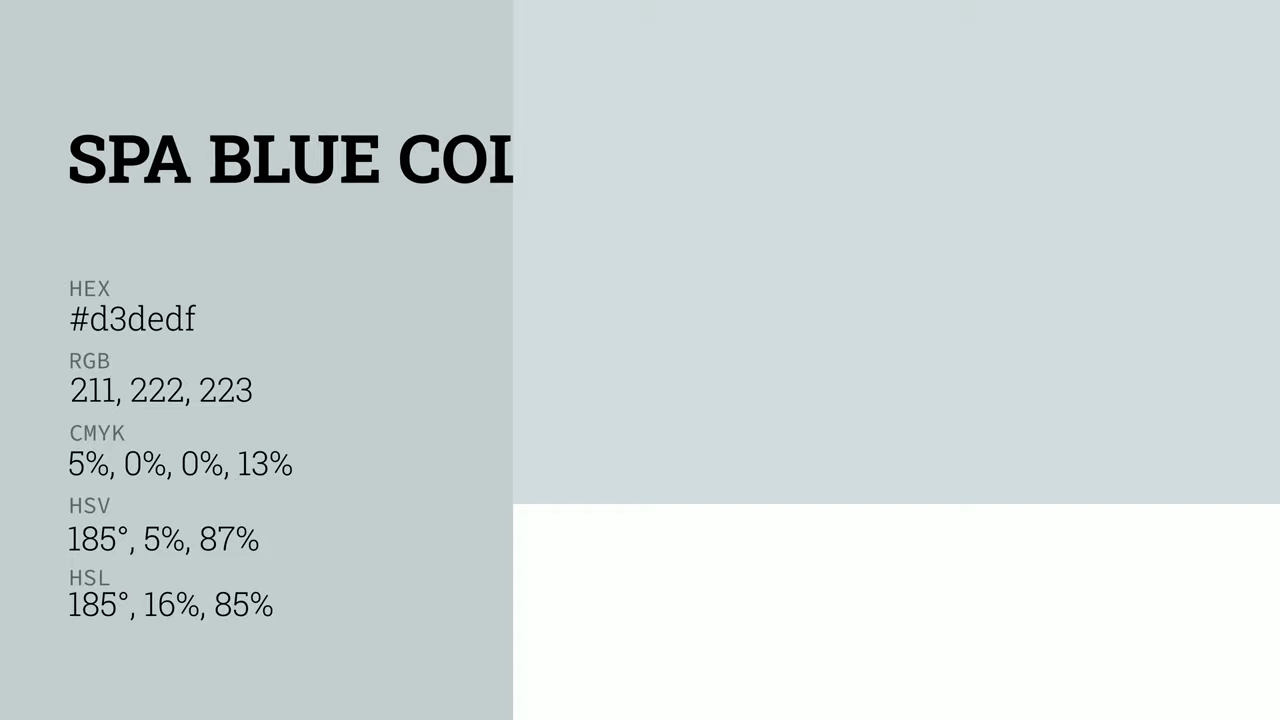 SPA BLUE COL
HEX
#d3dedf
RGB
211, 222, 223
CMYK
5%, 0%, 0%, 13%
HSV
185°, 5%, 87%
HSL
185°, 16%, 85%